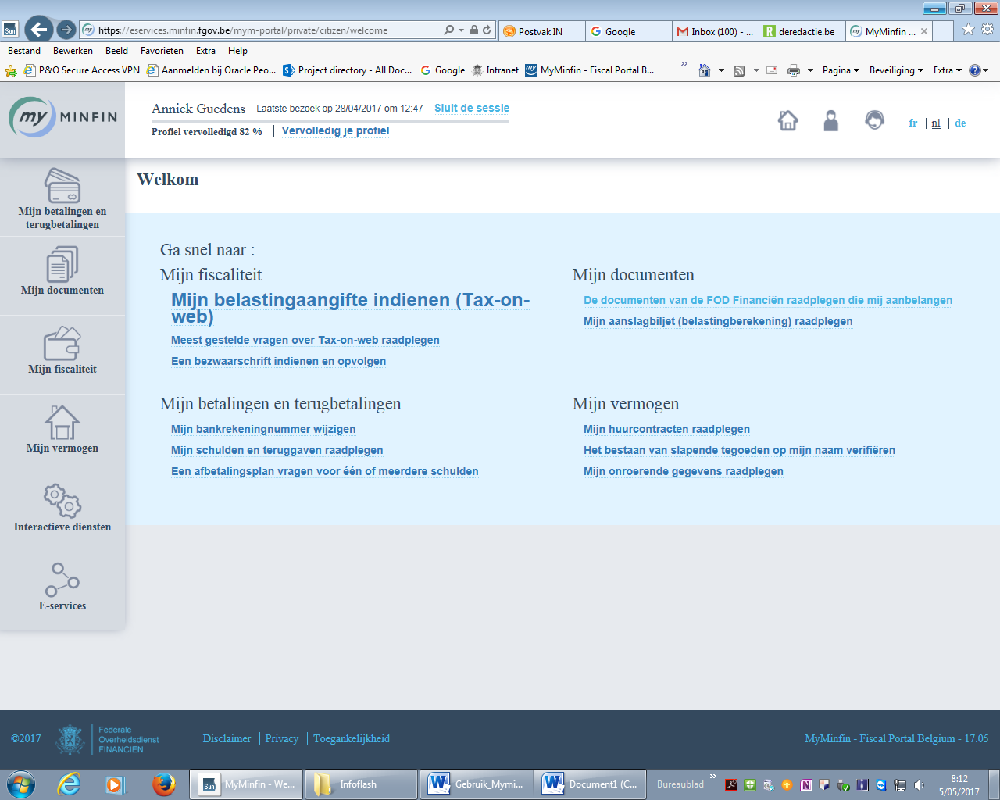 Sun
https://eservices.minfin.fgov.be/mym-portal/private/citizen/welcome
Postvak IN
Google
Inbox (100) - ...
deredactie.be
MyMinfin ...
Bestand Bewerken Beeld Favorieten Extra Help
P&O Secure Access VPN
Aanmelden bij Oracle Peo...
Project directory - All Doc...
Google
Intranet
MyMinfin - Fiscal Portal B...
Pagina
Beveiliging
Extra
my MINFIN
Annick Guedens Laatste bezoek op 28/04/2017 om 12:47 Sluit de sessie
Profiel vervolledigd 82 % | Vervolledig je profiel
fr | nl | de
Welkom
Mijn betalingen en
terugbetalingen
Mijn documenten
Mijn fiscaliteit
Mijn vermogen
Interactieve diensten
E-services
Ga snel naar :
Mijn fiscaliteit
Mijn belastingaangifte indienen (Tax-on-
web)
Meest gestelde vragen over Tax-on-web raadplegen
Een bezwaarschrift indienen en opvolgen
Mijn documenten
De documenten van de FOD Financiën raadplegen die mij aanbelangen
Mijn aanslagbiljet (belastingberekening) raadplegen
Mijn betalingen en terugbetalingen
Mijn bankrekeningnummer wijzigen
Mijn schulden en teruggaven raadplegen
Een afbetalingsplan vragen voor één of meerdere schulden
Mijn vermogen
Mijn huurcontracten raadplegen
Het bestaan van slapende tegoeden op mijn naam verifiëren
Mijn onroerende gegevens raadplegen
©2017
Federale
Overheidsdienst
FINANCIEN
Disclaimer | Privacy | Toegankelijkheid
MyMinfin - Fiscal Portal Belgium - 17.05
Sun
MyMinfin - We...
Infoflash
Gebruik_Mymi...
Document1 (C...
Bureaublad
8:12
5/05/2017